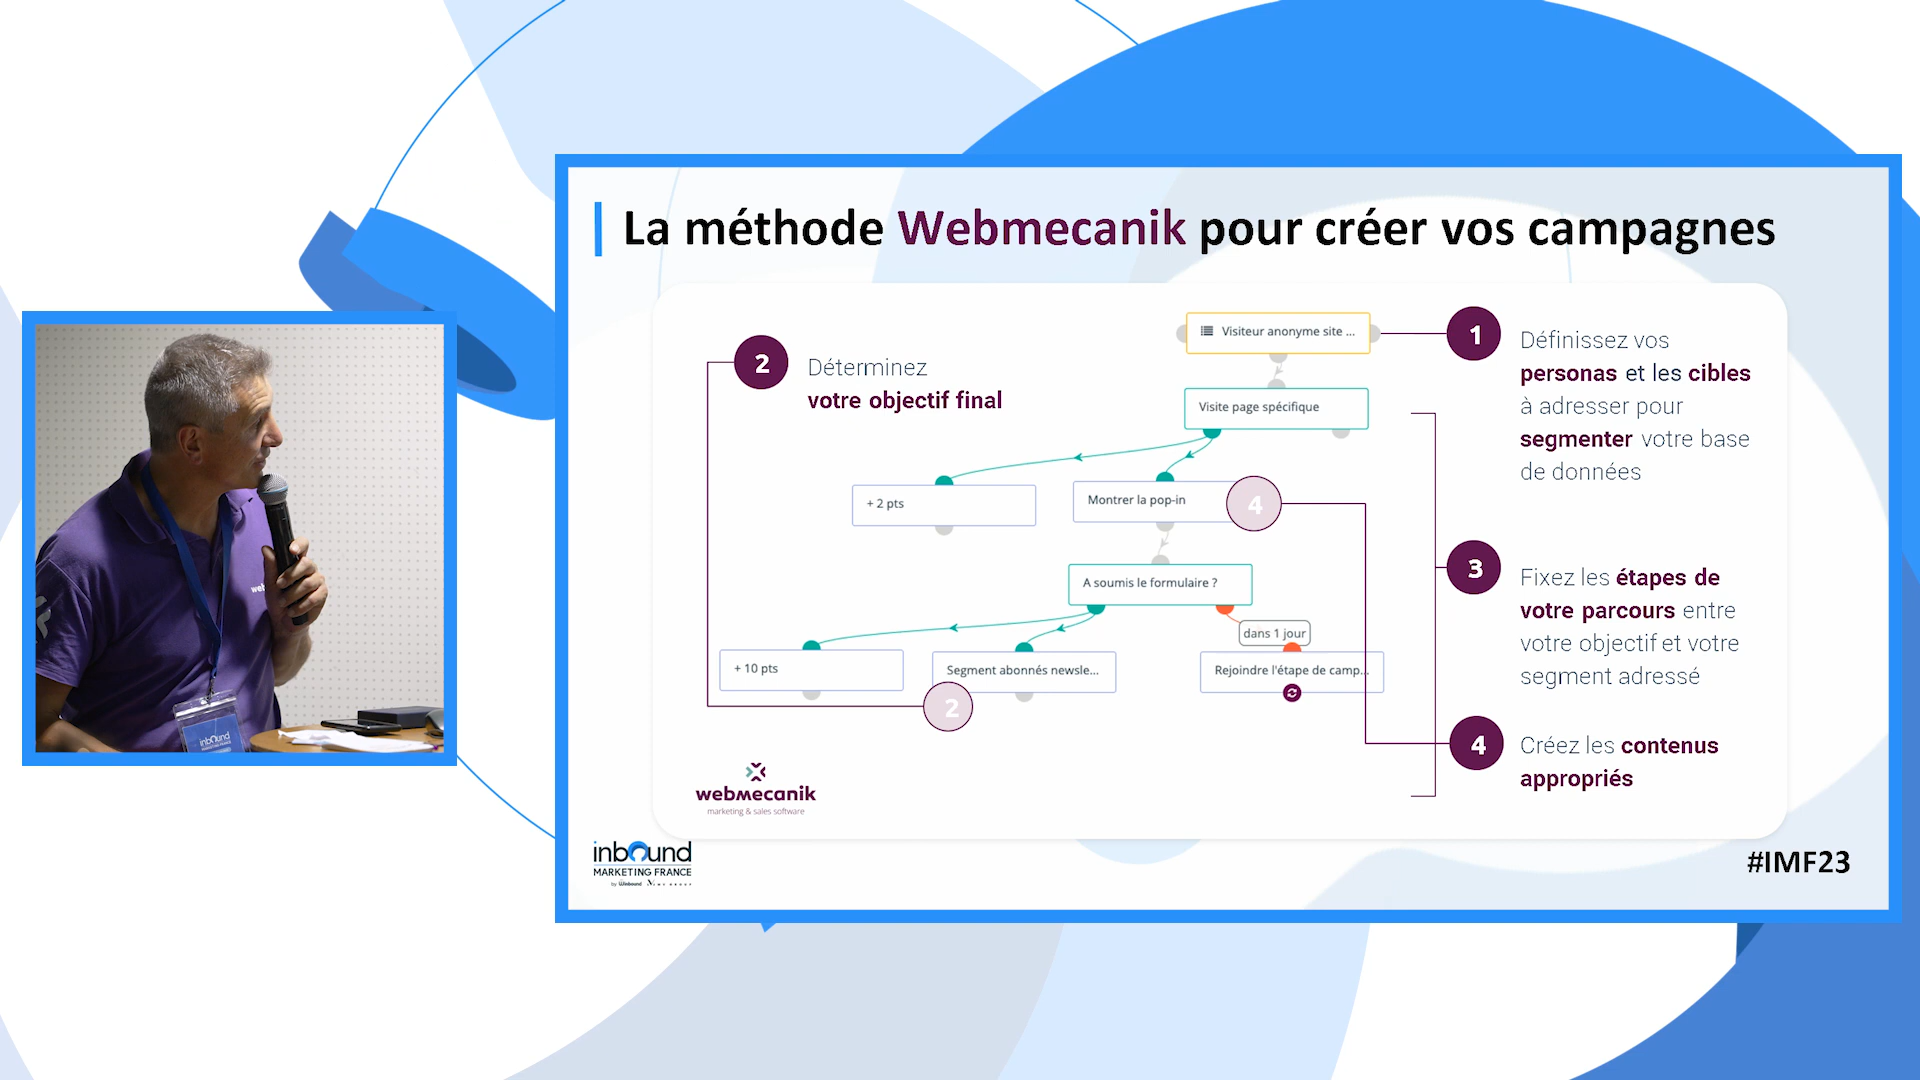 La méthode Webmecanik pour créer vos campagnes
2
Déterminez
votre objectif final
Visiteur anonyme site ...
1
Définissez vos
personas et les cibles
à adresser pour
segmenter votre base
de données
Visite page spécifique
+ 2 pts
Montrer la pop-in
4
A soumis le formulaire ?
dans 1 jour
3
Fixez les étapes de
votre parcours entre
votre objectif et votre
segment adressé
+ 10 pts
Segment abonnés newsle...
Rejoindre l'étape de camp...
2
4
Créez les contenus
appropriés
webmecanik
marketing & sales software
inbound
MARKETING FRANCE
#IMF23
web
inbound
MARKETING FRANCE